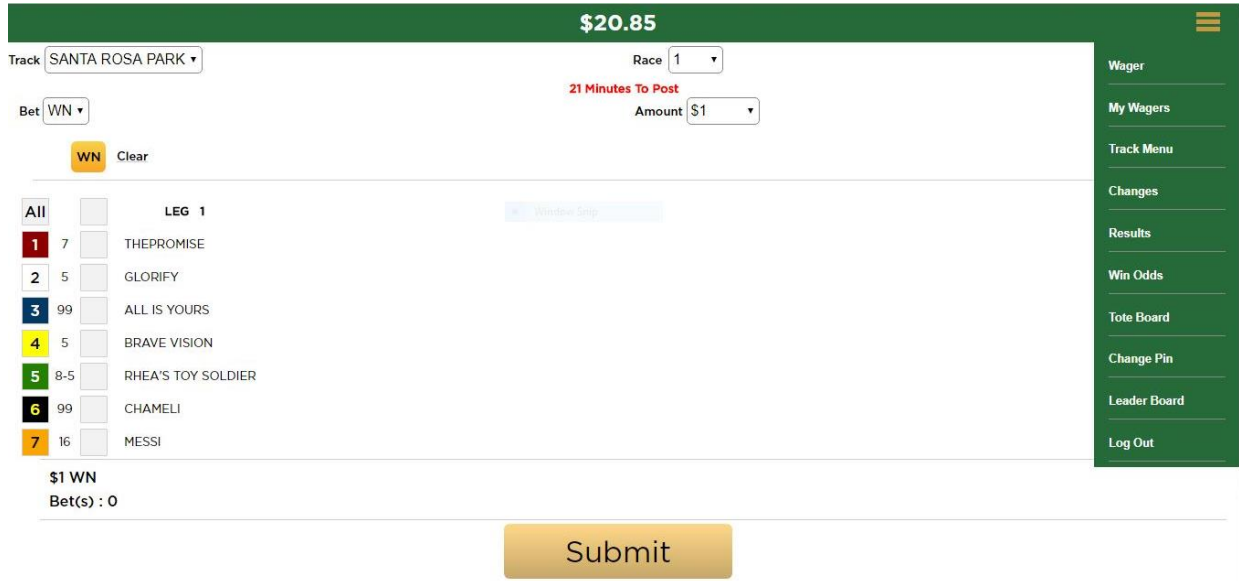 $20.85
Track SANTA ROSA PARK Race 1
21 Minutes To Post
Bet WN Amount $1
WN Clear
All LEG 1
1 7 THEPROMISE
2 5 GLORIFY
3 99 ALL IS YOURS
4 5 BRAVE VISION
5 8-5 RHEA'S TOY SOLDIER
6 99 CHAMELI
7 16 MESSI
$1 WN
Bet(s) : 0
Submit
Wager
My Wagers
Track Menu
Changes
Results
Win Odds
Tote Board
Change Pin
Leader Board
Log Out
Window Snip